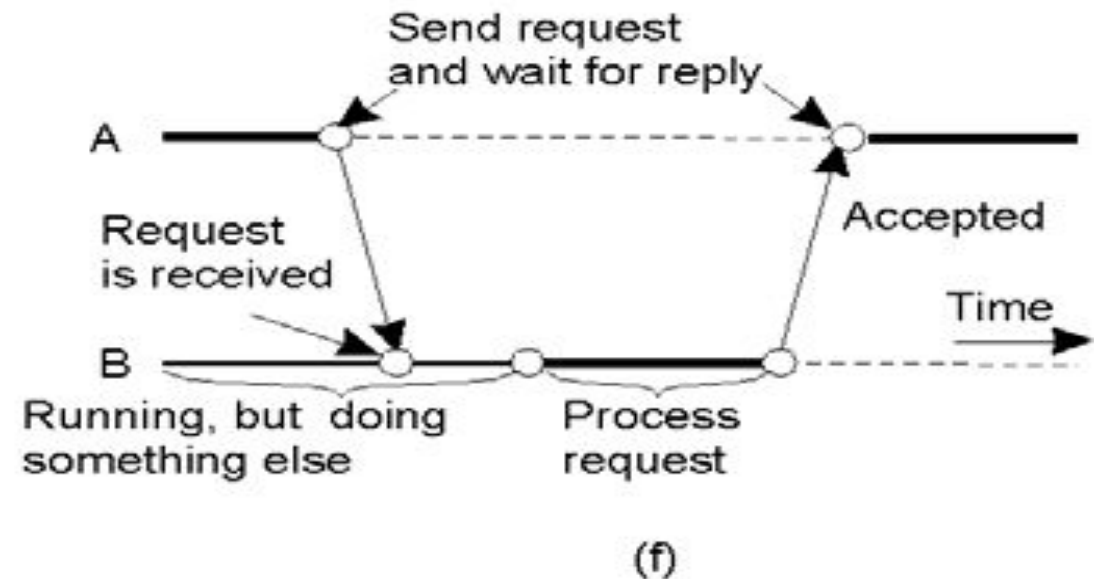 Send request
and wait for reply
A
Request
is received
Accepted
Time
B
Running, but doing
something else
Process
request
(f)